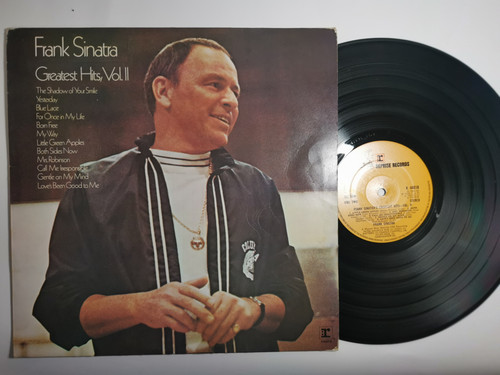 Frank Sinatra
Greatest Hits, Vol. II
The Shadow of Your Smile
Yesterday
Blue Lace
For Once in My Life
Born Free
My Way
Little Green Apples
Both Sides Now
Mrs. Robinson
Call Me Irresponsible
Gentle on My Mind
Love's Been Good to Me
REPRISE RECORDS
FRANK SINATRA